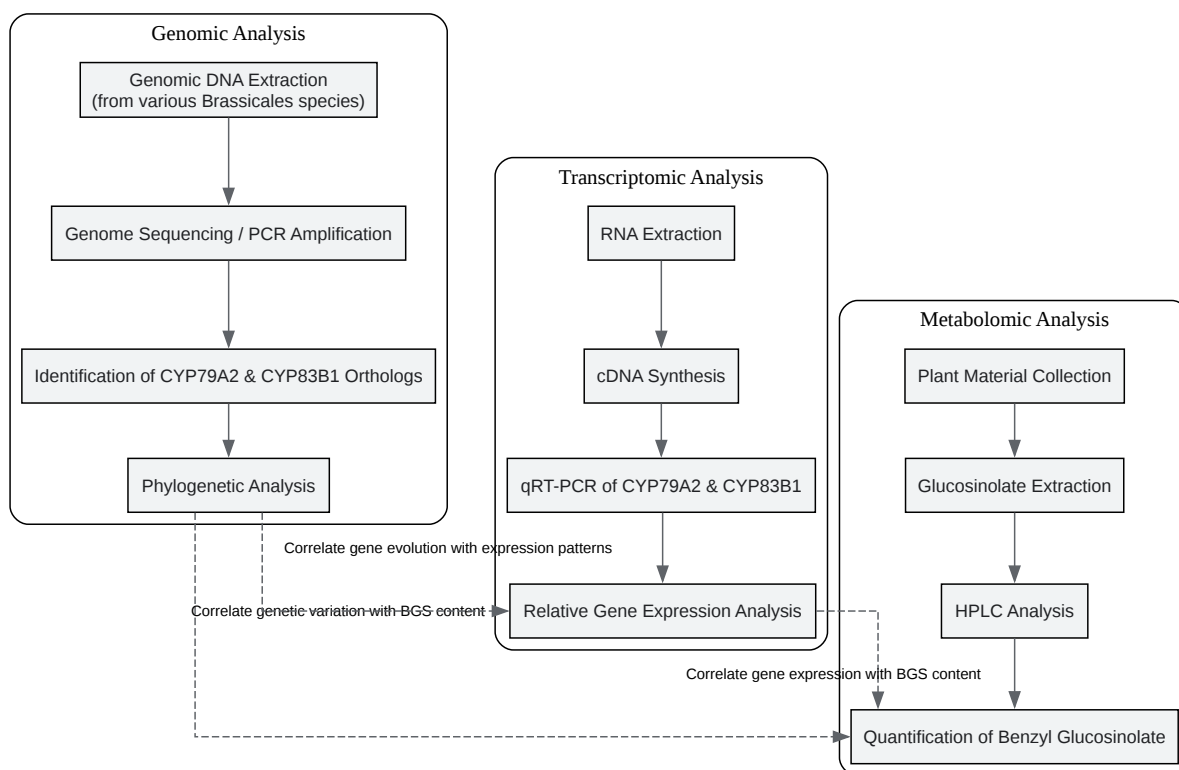 Genomic Analysis
Genomic DNA Extraction
(from various Brassicales species)
Genome Sequencing / PCR Amplification
Identification of CYP79A2 & CYP83B1 Orthologs
Phylogenetic Analysis
Transcriptomic Analysis
RNA Extraction
cDNA Synthesis
qRT-PCR of CYP79A2 & CYP83B1
Relative Gene Expression Analysis
Metabolomic Analysis
Plant Material Collection
Glucosinolate Extraction
HPLC Analysis
Quantification of Benzyl Glucosinolate
Correlate gene evolution with expression patterns
Correlate genetic variation with BGS content
Correlate gene expression with BGS content